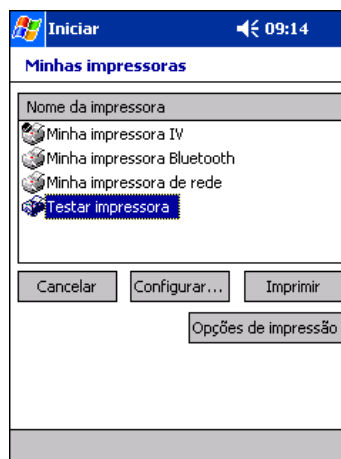 Iniciar 09:14
Minhas impressoras
Nome da impressora
Minha impressora IV
Minha impressora Bluetooth
Minha impressora de rede
Testar impressora
Cancelar Configurar... Imprimir
Opções de impressão